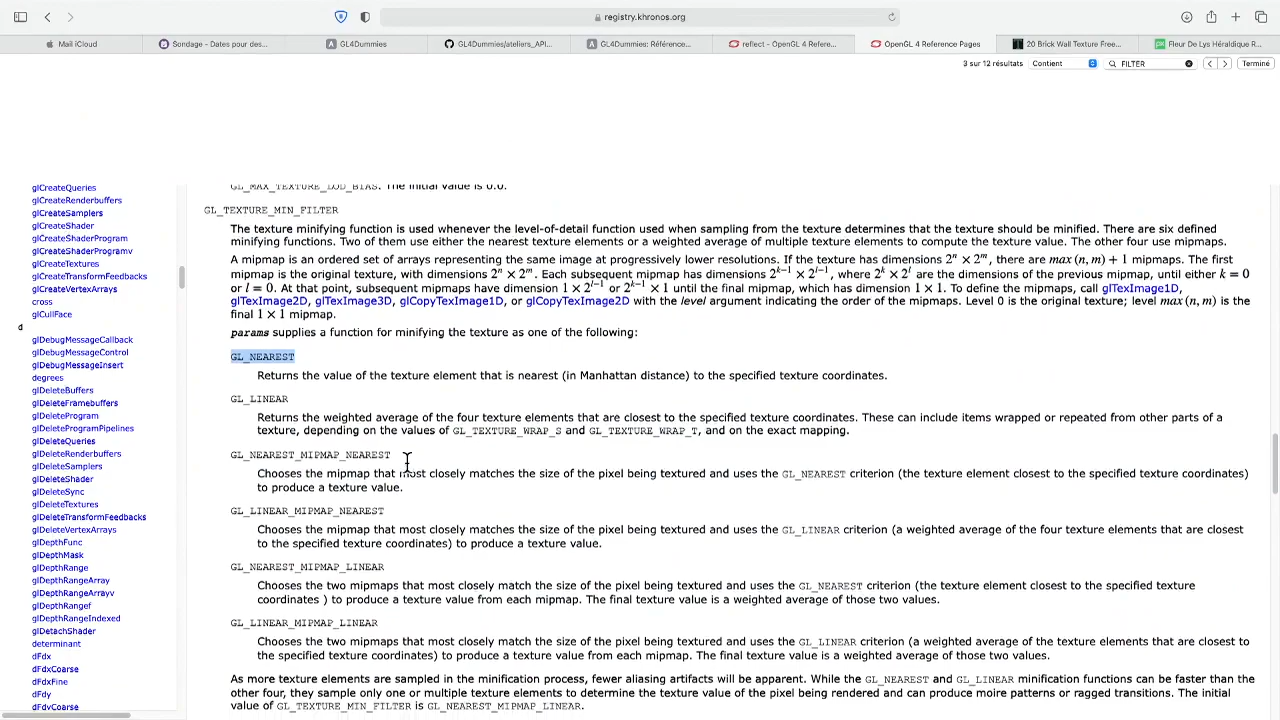 registry.khronos.org
Mail iCloud
Sondage - Dates pour des...
GL4Dummies
GL4Dummies/ateliers_API...
GL4Dummies: Référence...
reflect - OpenGL 4 Refere...
OpenGL 4 Reference Pages
20 Brick Wall Texture Free...
Fleur De Lys Héraldique R...
3 sur 12 résultats
Contient
FILTER
Terminé
glCreateQueries
glCreateRenderbuffers
glCreateSamplers
glCreateShader
glCreateShaderProgram
glCreateShaderProgramv
glCreateTextures
glCreateTransformFeedbacks
glCreateVertexArrays
cross
glCullFace
d
glDebugMessageCallback
glDebugMessageControl
glDebugMessageInsert
degrees
glDeleteBuffers
glDeleteFramebuffers
glDeleteProgram
glDeleteProgramPipelines
glDeleteQueries
glDeleteRenderbuffers
glDeleteSamplers
glDeleteShader
glDeleteSync
glDeleteTextures
glDeleteTransformFeedbacks
glDeleteVertexArrays
glDepthFunc
glDepthMask
glDepthRange
glDepthRangeArray
glDepthRangeArrayv
glDepthRangef
glDepthRangeIndexed
glDetachShader
determinant
dFdx
dFdxCoarse
dFdxFine
dFdy
dFdyCoarse
GL_MAX_TEXTURE_LOD_BIAS. The initial value is 0.0.
GL_TEXTURE_MIN_FILTER
The texture minifying function is used whenever the level-of-detail function used when sampling from the texture determines that the texture should be minified. There are six defined
minifying functions. Two of them use either the nearest texture elements or a weighted average of multiple texture elements to compute the texture value. The other four use mipmaps.
A mipmap is an ordered set of arrays representing the same image at progressively lower resolutions. If the texture has dimensions 2ⁿ × 2ᵐ, there are max (n, m) + 1 mipmaps. The first
mipmap is the original texture, with dimensions 2ⁿ × 2ᵐ. Each subsequent mipmap has dimensions 2ᵏ⁻¹ × 2ˡ⁻¹, where 2ᵏ × 2ˡ are the dimensions of the previous mipmap, until either k = 0
or l = 0. At that point, subsequent mipmaps have dimension 1 × 2ˡ⁻¹ or 2ᵏ⁻¹ × 1 until the final mipmap, which has dimension 1 × 1. To define the mipmaps, call glTexImage1D,
glTexImage2D, glTexImage3D, glCopyTexImage1D, or glCopyTexImage2D with the level argument indicating the order of the mipmaps. Level 0 is the original texture; level max (n, m) is the
final 1 × 1 mipmap.
params supplies a function for minifying the texture as one of the following:
GL_NEAREST
Returns the value of the texture element that is nearest (in Manhattan distance) to the specified texture coordinates.
GL_LINEAR
Returns the weighted average of the four texture elements that are closest to the specified texture coordinates. These can include items wrapped or repeated from other parts of a
texture, depending on the values of GL_TEXTURE_WRAP_S and GL_TEXTURE_WRAP_T, and on the exact mapping.
GL_NEAREST_MIPMAP_NEAREST
Chooses the mipmap that most closely matches the size of the pixel being textured and uses the GL_NEAREST criterion (the texture element closest to the specified texture coordinates)
to produce a texture value.
GL_LINEAR_MIPMAP_NEAREST
Chooses the mipmap that most closely matches the size of the pixel being textured and uses the GL_LINEAR criterion (a weighted average of the four texture elements that are closest
to the specified texture coordinates) to produce a texture value.
GL_NEAREST_MIPMAP_LINEAR
Chooses the two mipmaps that most closely match the size of the pixel being textured and uses the GL_NEAREST criterion (the texture element closest to the specified texture
coordinates ) to produce a texture value from each mipmap. The final texture value is a weighted average of those two values.
GL_LINEAR_MIPMAP_LINEAR
Chooses the two mipmaps that most closely match the size of the pixel being textured and uses the GL_LINEAR criterion (a weighted average of the texture elements that are closest to
the specified texture coordinates) to produce a texture value from each mipmap. The final texture value is a weighted average of those two values.
As more texture elements are sampled in the minification process, fewer aliasing artifacts will be apparent. While the GL_NEAREST and GL_LINEAR minification functions can be faster than the
other four, they sample only one or multiple texture elements to determine the texture value of the pixel being rendered and can produce moire patterns or ragged transitions. The initial
value of GL_TEXTURE_MIN_FILTER is GL_NEAREST_MIPMAP_LINEAR.